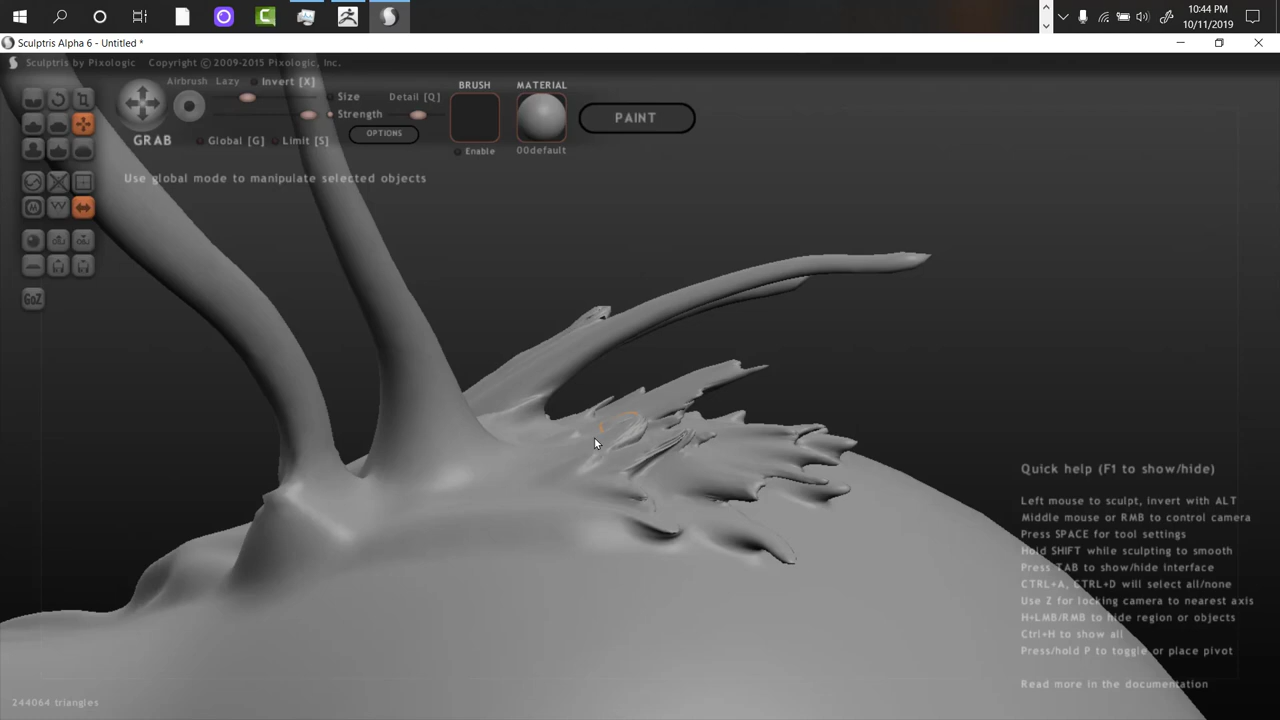 10:44 PM
10/11/2019
Sculptris Alpha 6 - Untitled *
Sculptris by Pixologic Copyright ©2009-2015 Pixologic, Inc.
Airbrush Lazy Invert [X]
Size Detail [Q]
Strength
GRAB
Global [G] Limit [S]
OPTIONS
BRUSH
Enable
MATERIAL
00default
PAINT
Use global mode to manipulate selected objects
GoZ
Quick help (F1 to show/hide)
Left mouse to sculpt, invert with ALT
Middle mouse or RMB to control camera
Press SPACE for tool settings
Hold SHIFT while sculpting to smooth
Press TAB to show/hide interface
CTRL+A, CTRL+D will select all/none
Use Z for locking camera to nearest axis
H+LMB/RMB to hide region or objects
Ctrl+H to show all
Press/hold P to toggle or place pivot
Read more in the documentation
244064 triangles